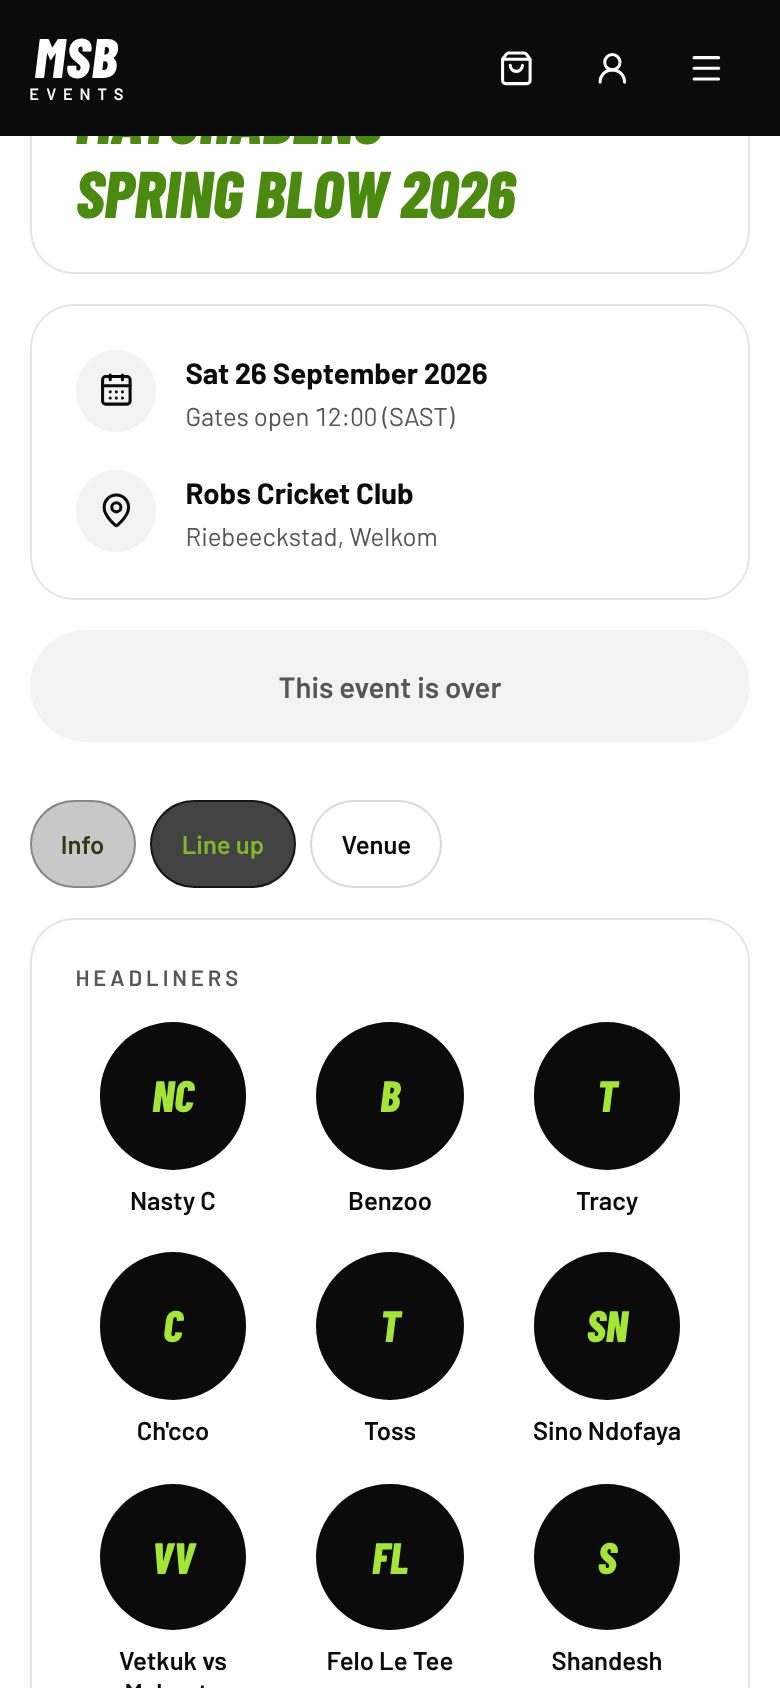 MSB
EVENTS
SPRING BLOW 2026
Sat 26 September 2026
Gates open 12:00 (SAST)
Robs Cricket Club
Riebeeckstad, Welkom
This event is over
Info
Line up
Venue
HEADLINERS
NC
B
T
Nasty C
Benzoo
Tracy
C
T
SN
Ch'cco
Toss
Sino Ndofaya
VV
FL
S
Vetkuk vs
Felo Le Tee
Shandesh